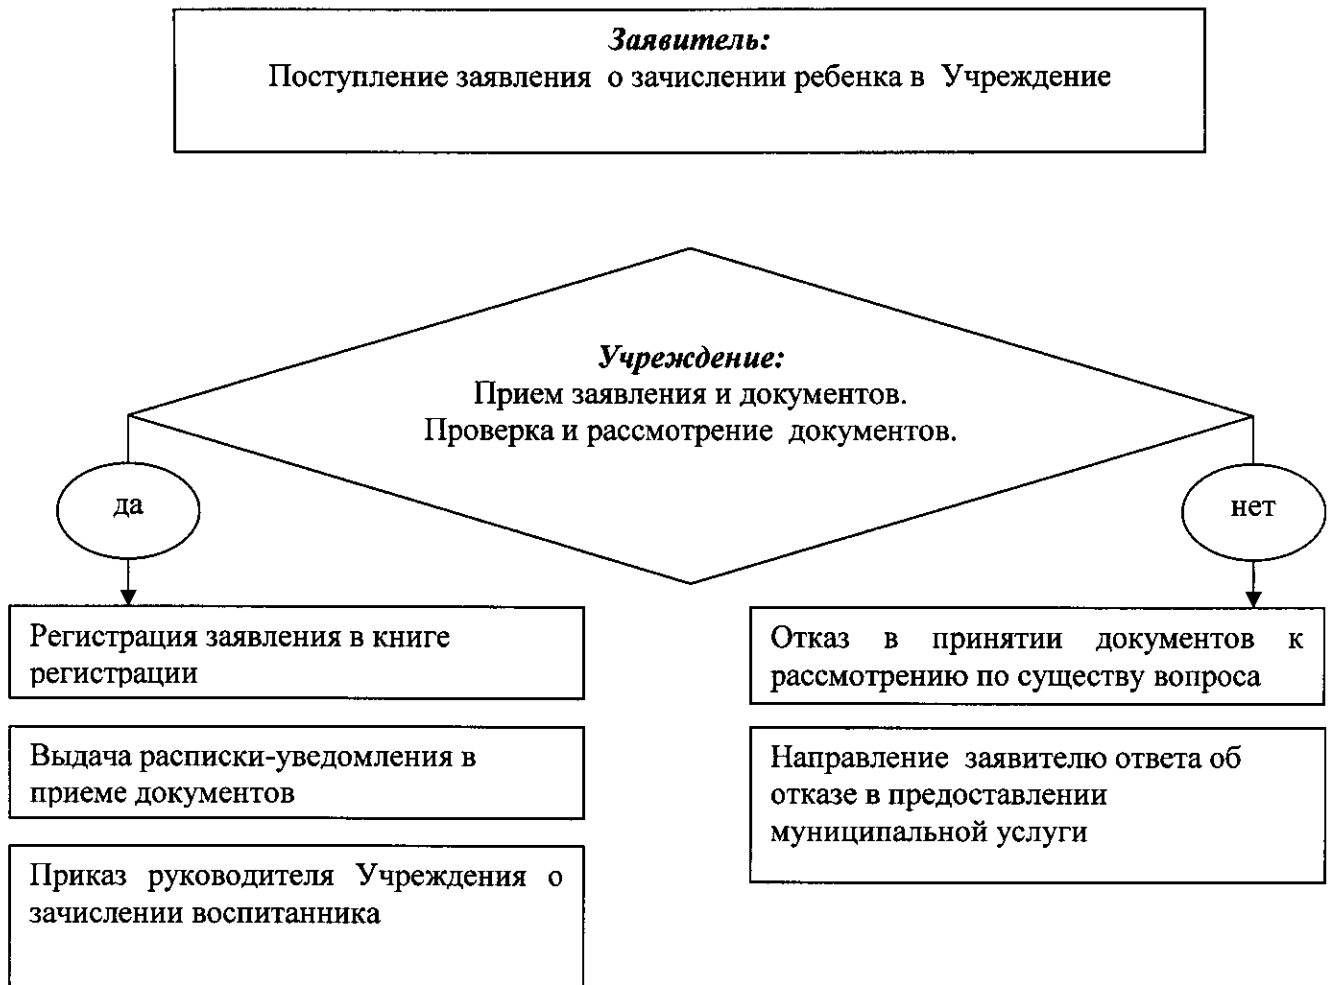 Заявитель:
Поступление заявления о зачислении ребенка в Учреждение
Учреждение:
Прием заявления и документов.
Проверка и рассмотрение документов.
да
нет
Регистрация заявления в книге
регистрации
Выдача расписки-уведомления в
приеме документов
Приказ руководителя Учреждения о
зачислении воспитанника
Отказ в принятии документов к
рассмотрению по существу вопроса
Направление заявителю ответа об
отказе в предоставлении
муниципальной услуги